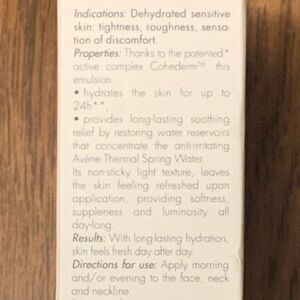 Indications: Dehydrated sensitive
skin: tightness, roughness, sensa-
tion of discomfort.
Properties: Thanks to the patented*
active complex Cohederm™, this
emulsion:
• hydrates the skin for up to
24h**.
• provides long-lasting soothing
relief by restoring water reservoirs
that concentrate the anti-irritating
Avène Thermal Spring Water.
Its non-sticky light texture, leaves
the skin feeling refreshed upon
application, providing softness,
suppleness and luminosity all
day-long.
Results: With long-lasting hydration,
skin feels fresh day after day.
Directions for use: Apply morning
and/or evening to the face, neck
and neckline.